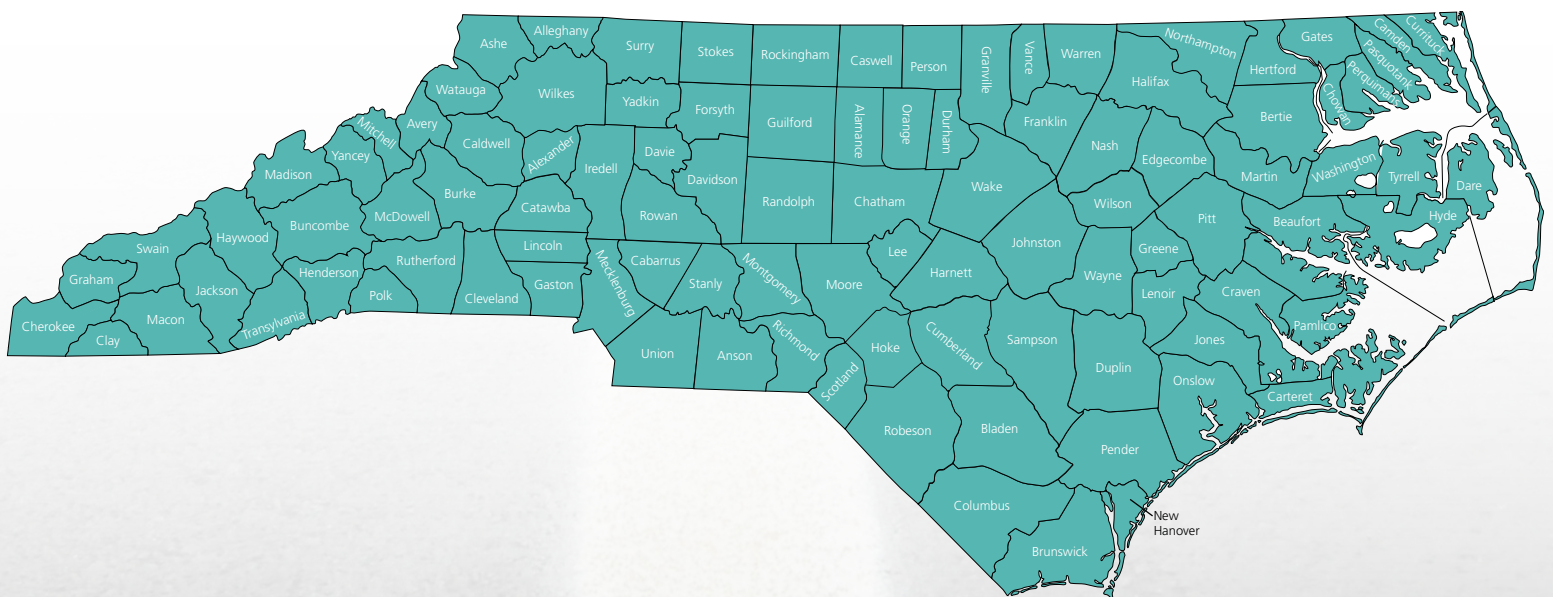 Ashe
Alleghany
Surry
Stokes
Rockingham
Caswell
Person
Granville
Vance
Warren
Northampton
Halifax
Hertford
Gates
Camden
Currituck
Pasquotank
Perquimans
Chowan
Bertie
Watauga
Wilkes
Yadkin
Forsyth
Guilford
Alamance
Orange
Durham
Franklin
Nash
Edgecombe
Martin
Washington
Tyrrell
Dare
Mitchell
Avery
Caldwell
Alexander
Iredell
Davie
Davidson
Randolph
Chatham
Wake
Wilson
Pitt
Beaufort
Hyde
Madison
Yancey
McDowell
Burke
Catawba
Rowan
Buncombe
Haywood
Swain
Graham
Jackson
Henderson
Rutherford
Polk
Cleveland
Lincoln
Gaston
Mecklenburg
Cabarrus
Stanly
Montgomery
Moore
Lee
Harnett
Johnston
Wayne
Greene
Lenoir
Craven
Pamlico
Cherokee
Clay
Macon
Transylvania
Union
Anson
Richmond
Scotland
Hoke
Cumberland
Sampson
Duplin
Jones
Onslow
Carteret
Robeson
Bladen
Pender
Columbus
Brunswick
New
Hanover